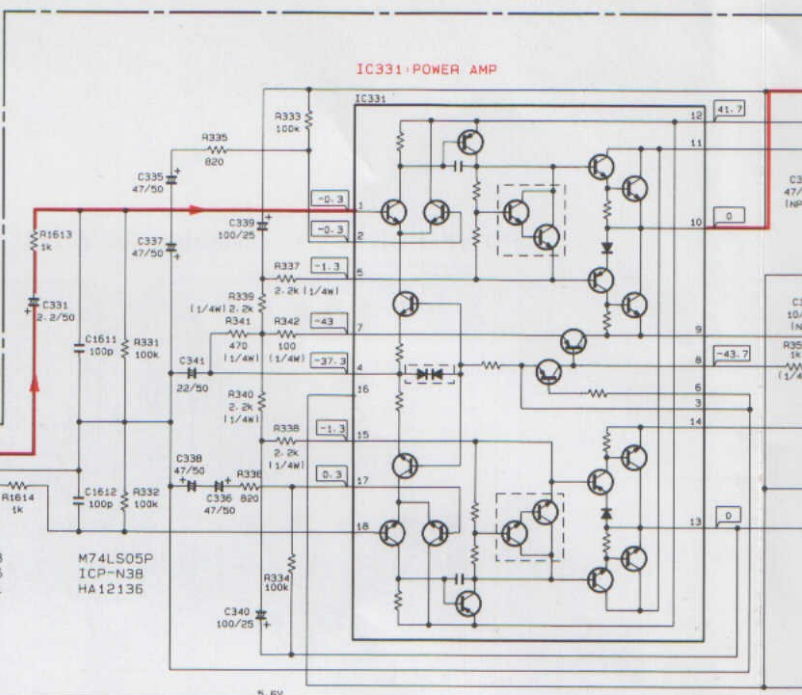 IC331:POWER AMP
IC331
R333
100k
12
41.7
11
R335
820
C335
47/50
-0.3
1
C339
100/25
-0.3
2
10
0
R1613
1k
C337
47/50
-1.3
5
R337
2.2k (1/4W)
C331
2.2/50
R339
(1/4W) 2.2k
R341
470
(1/4W)
R342
100
(1/4W)
-43
7
9
C1611
100p
R331
100k
C341
22/50
-37.3
4
8
-43.7
16
6
3
R340
2.2k
(1/4W)
R338
2.2k
(1/4W)
-1.3
15
14
C338
47/50
C336
47/50
R336
820
0.3
17
R1614
1k
C1612
100p
R332
100k
18
13
0
M74LS05P
ICP-N38
HA12136
R334
100k
C340
100/25
5.6V